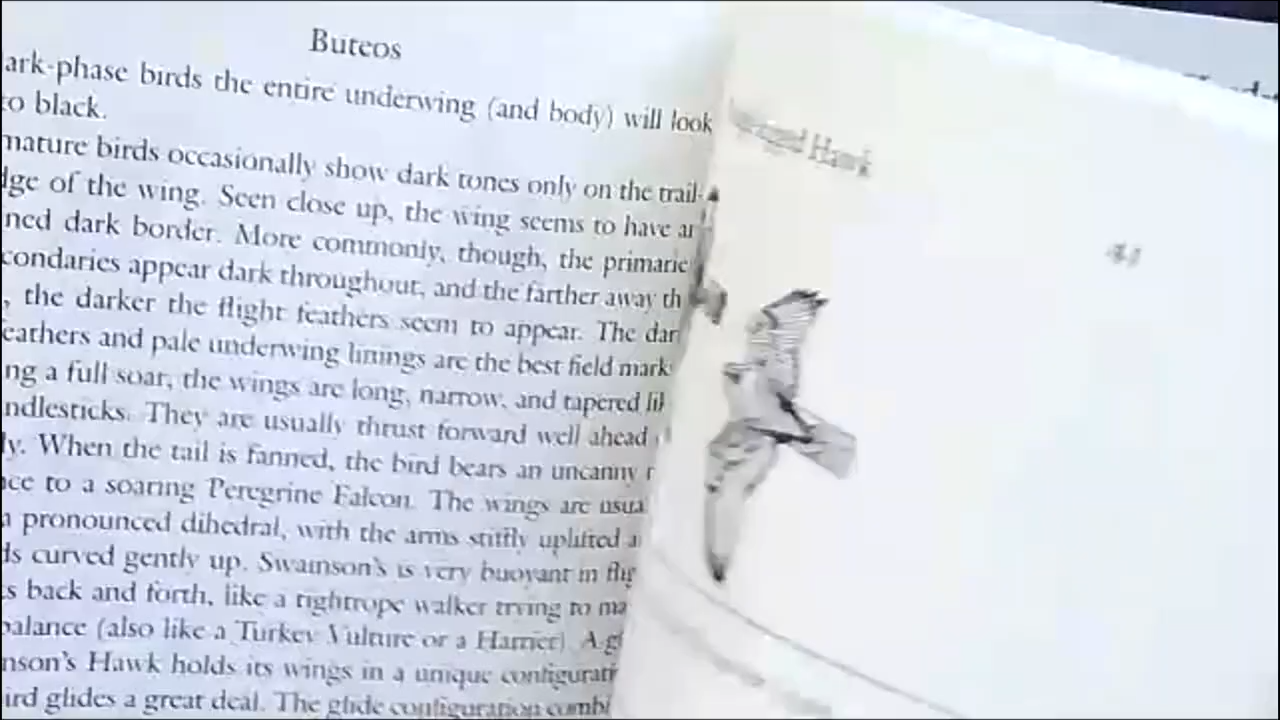 Buteos
ark-phase birds the entire underwing (and body) will look
to black.
mature birds occasionally show dark tones only on the trail-
dge of the wing. Seen close up, the wing seems to have ar
ned dark border. More commonly, though, the primarie
condaries appear dark throughout, and the farther away th
, the darker the flight feathers seem to appear. The dar
eathers and pale underwing linings are the best field mark
ng a full soar, the wings are long, narrow, and tapered lik
ndlesticks. They are usually thrust forward well ahead
ly. When the tail is fanned, the bird bears an uncanny r
ce to a soaring Peregrine Falcon. The wings are usua
a pronounced dihedral, with the arms stiffly uplifted a
ds curved gently up. Swainson's is very buoyant in flig
s back and forth, like a tightrope walker trying to ma
balance (also like a Turkey Vulture or a Harrier). A gl
nson's Hawk holds its wings in a unique configurati
ird glides a great deal. The glide configuration combi
Hawk